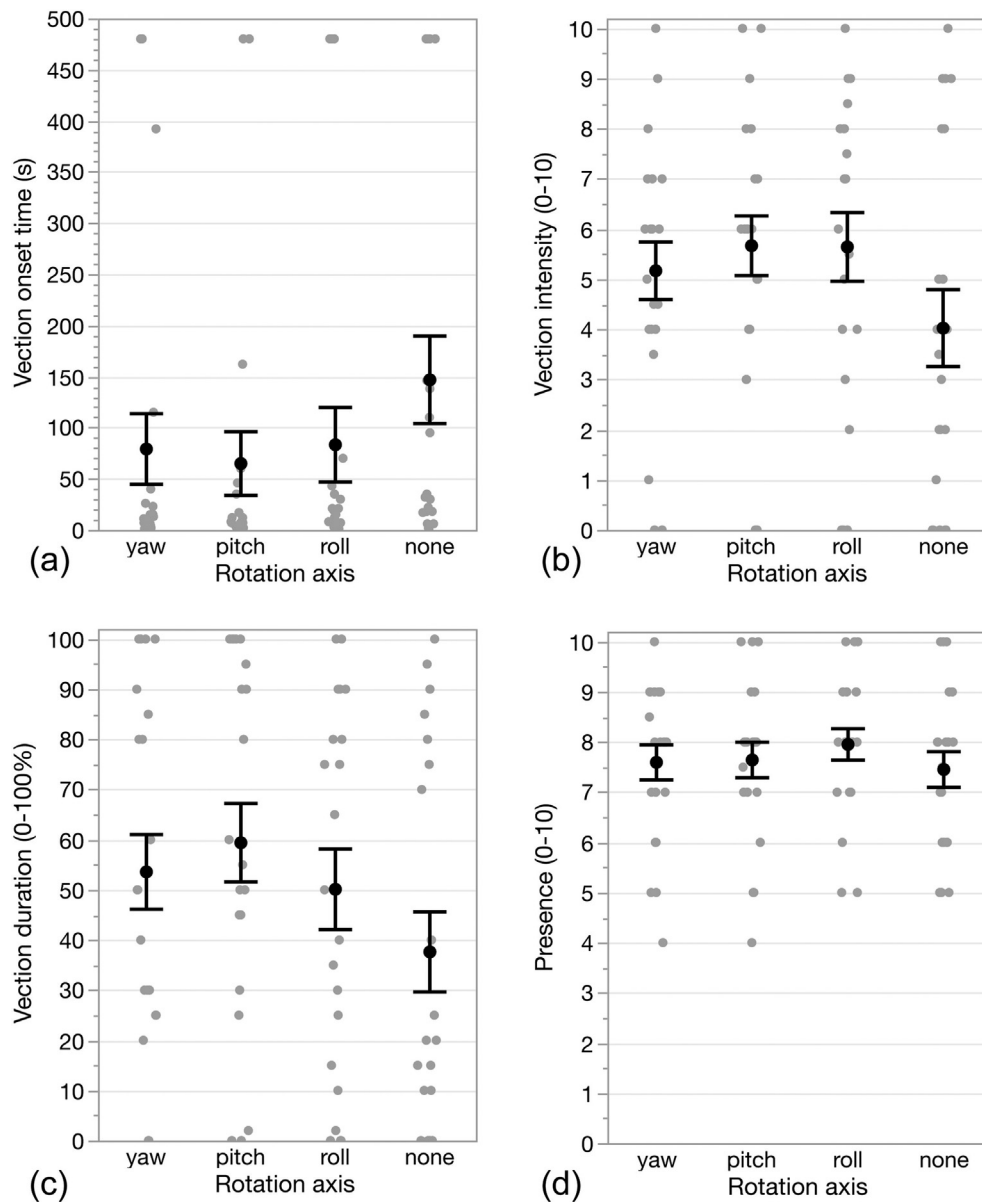 500
450
400
350
300
250
200
150
100
50
0
Vection onset time (s)
yaw pitch roll none
Rotation axis
(a)
10
9
8
7
6
5
4
3
2
1
0
Vection intensity (0-10)
yaw pitch roll none
Rotation axis
(b)
100
90
80
70
60
50
40
30
20
10
0
Vection duration (0-100%)
yaw pitch roll none
Rotation axis
(c)
10
9
8
7
6
5
4
3
2
1
0
Presence (0-10)
yaw pitch roll none
Rotation axis
(d)